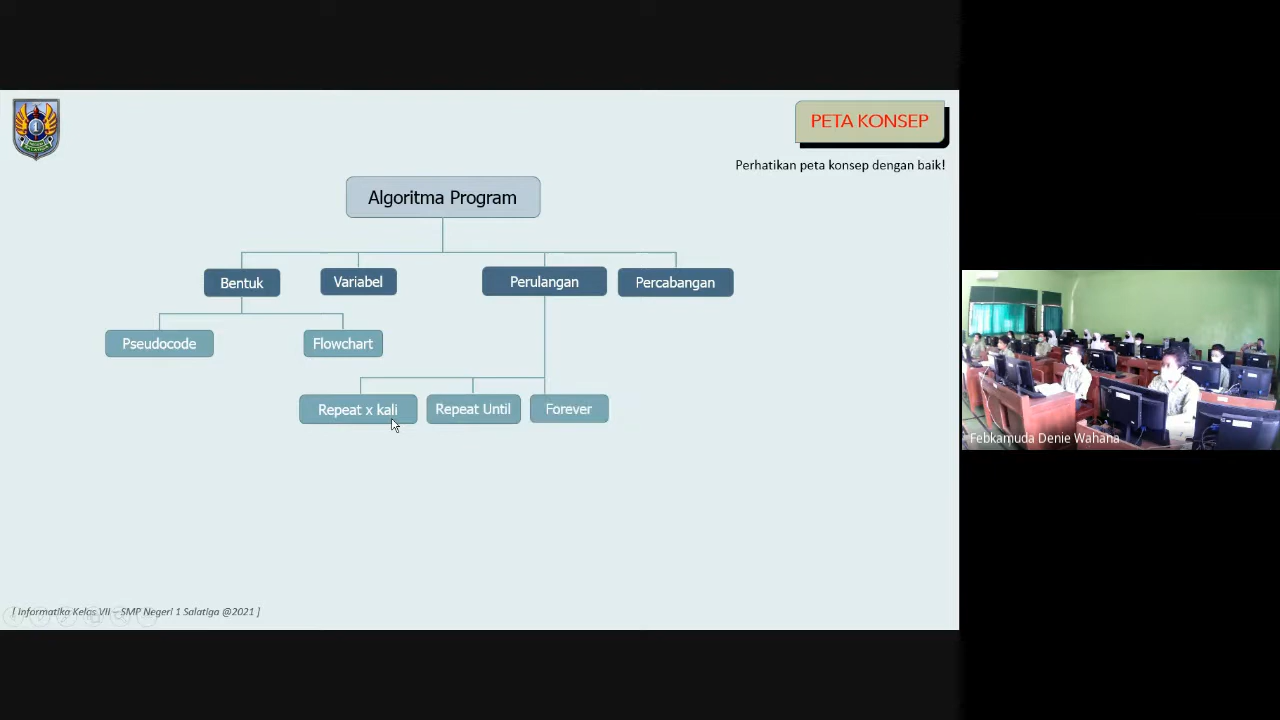 PETA KONSEP
Perhatikan peta konsep dengan baik!
Algoritma Program
Bentuk
Variabel
Perulangan
Percabangan
Pseudocode
Flowchart
Repeat x kali
Repeat Until
Forever
[ Informatika Kelas VII – SMP Negeri 1 Salatiga @2021 ]
Febkamuda Denie Wahana
1